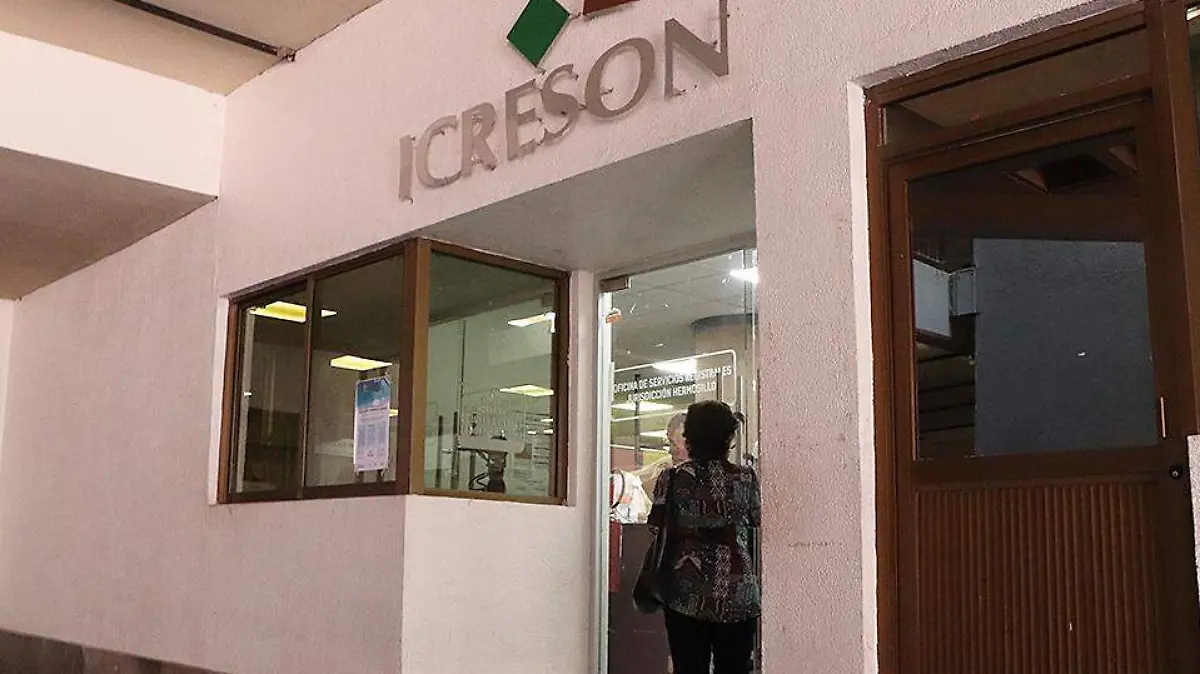 ICRESON
OFICINA DE SERVICIOS REGISTRALES
JURISDICCIÓN HERMOSILLO